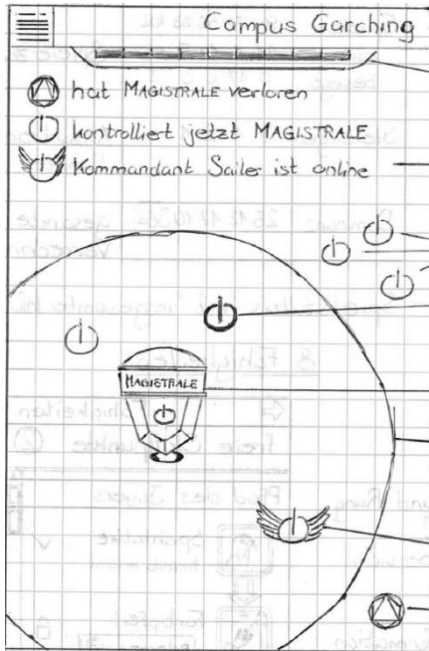 Campus Garching
hat MAGISTRALE verloren
kontrolliert jetzt MAGISTRALE
Kommandant Sailer ist online
MAGISTRALE